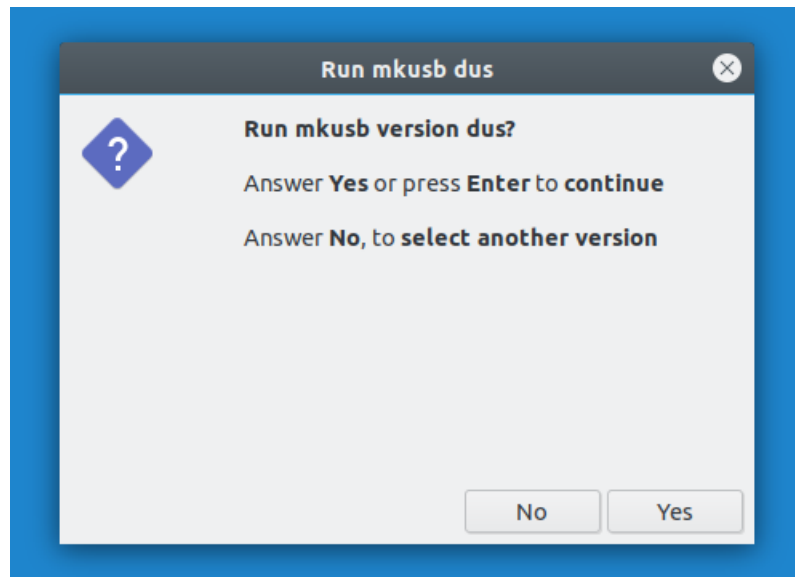 Run mkusb dus
?
Run mkusb version dus?
Answer Yes or press Enter to continue
Answer No, to select another version
No
Yes